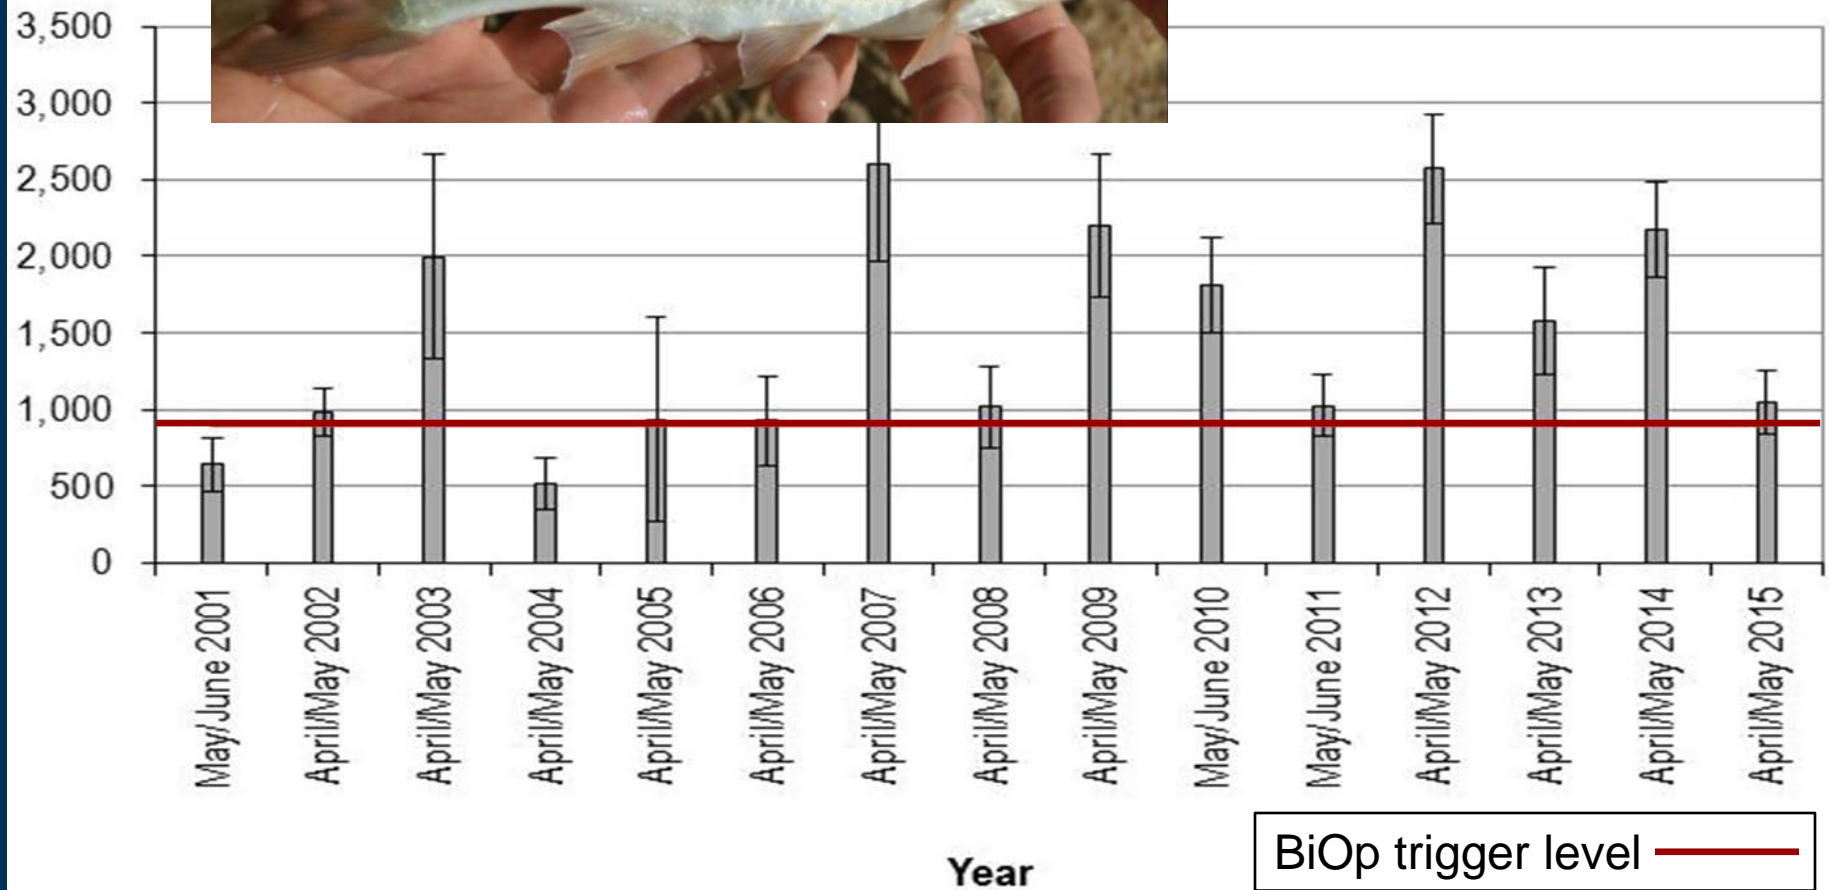 3,500
3,000
2,500
2,000
1,500
1,000
500
0
May/June 2001
April/May 2002
April/May 2003
April/May 2004
April/May 2005
April/May 2006
April/May 2007
April/May 2008
April/May 2009
May/June 2010
May/June 2011
April/May 2012
April/May 2013
April/May 2014
April/May 2015
Year
BiOp trigger level